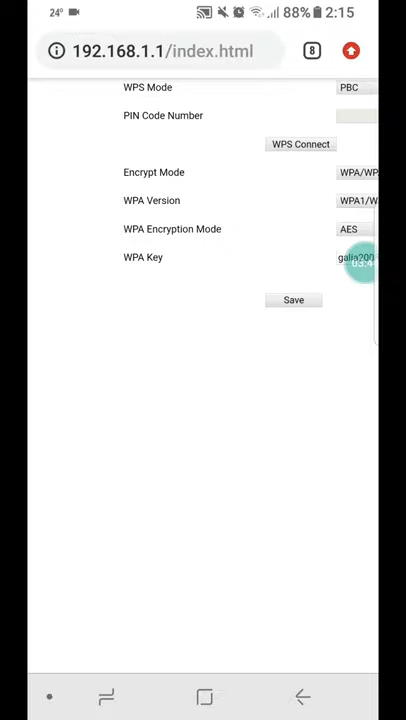 24° 88% 2:15
192.168.1.1/index.html 8
WPS Mode PBC
PIN Code Number
WPS Connect
Encrypt Mode
WPA Version
WPA Encryption Mode AES
WPA Key
Save